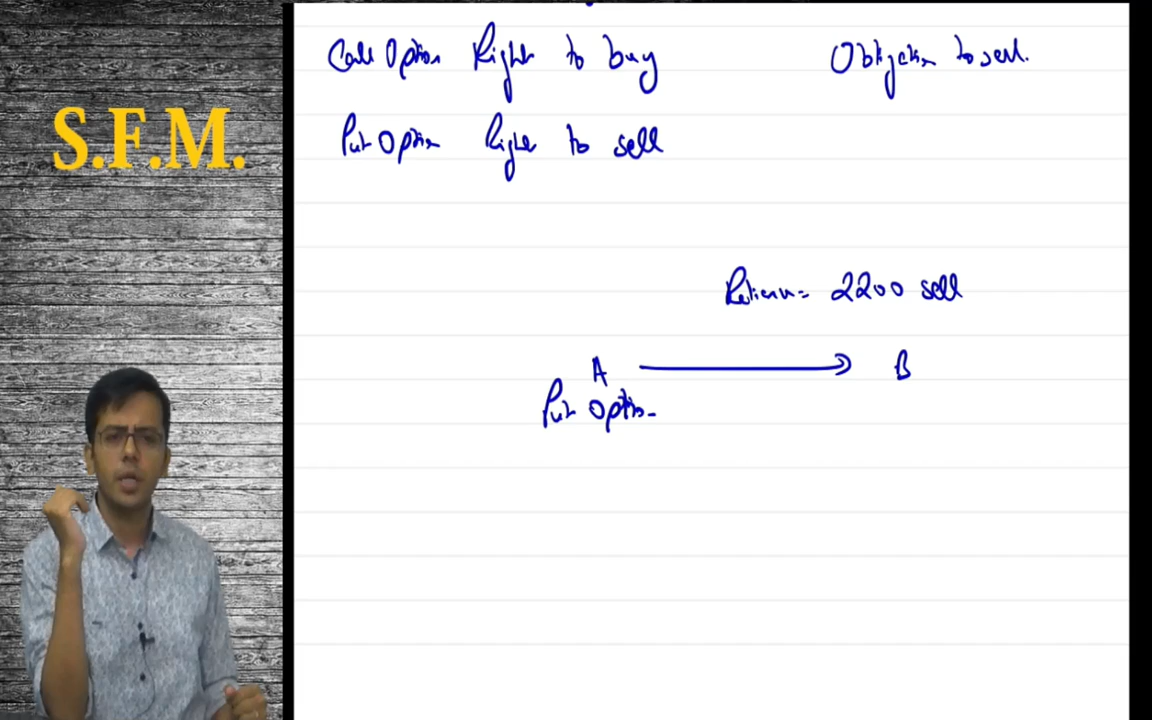 S.F.M.
Call Option Right to buy Obligation to sell.
Put Option Right to sell
Reliance = 2200 sell
A → B
Put Option